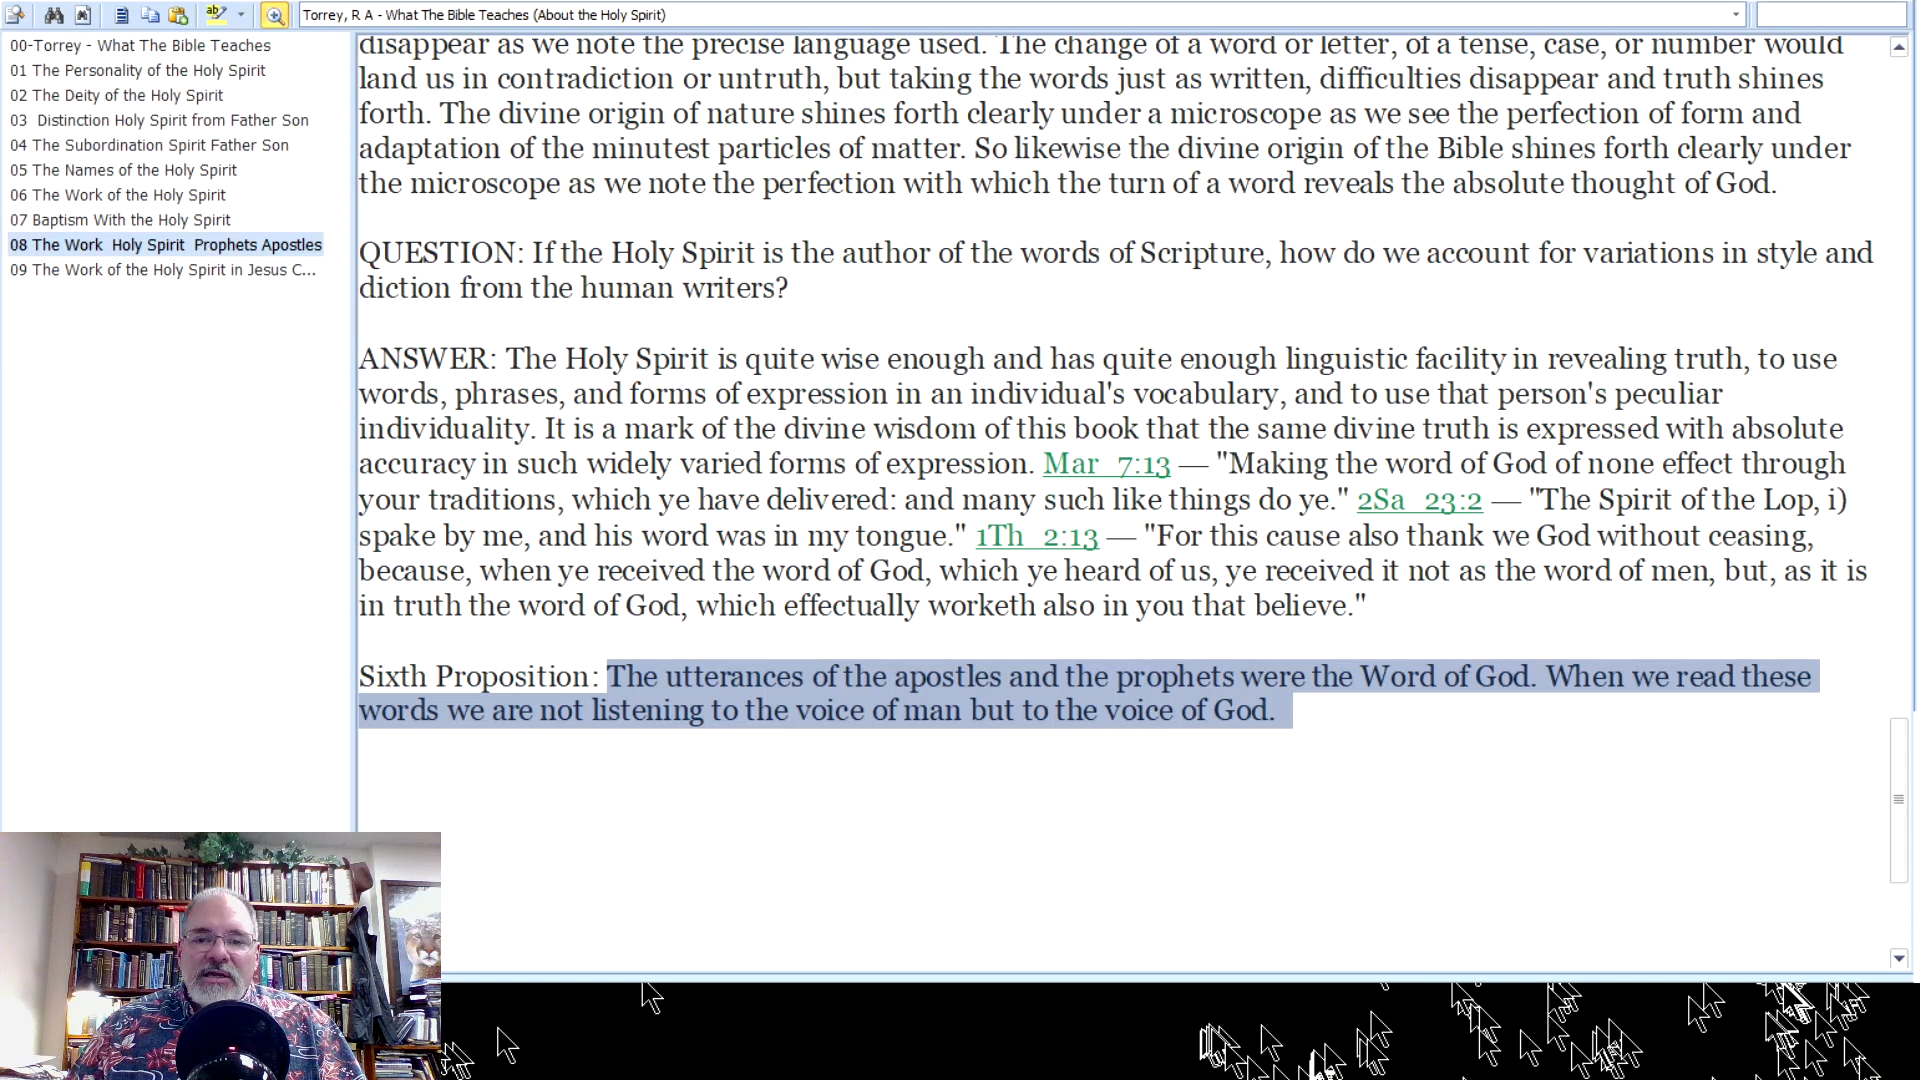 Torrey, R A - What The Bible Teaches (About the Holy Spirit)
00-Torrey - What The Bible Teaches
01 The Personality of the Holy Spirit
02 The Deity of the Holy Spirit
03  Distinction Holy Spirit from Father Son
04 The Subordination Spirit Father Son
05 The Names of the Holy Spirit
06 The Work of the Holy Spirit
07 Baptism With the Holy Spirit
08 The Work  Holy Spirit  Prophets Apostles
09 The Work of the Holy Spirit in Jesus C...
disappear as we note the precise language used. The change of a word or letter, of a tense, case, or number would
land us in contradiction or untruth, but taking the words just as written, difficulties disappear and truth shines
forth. The divine origin of nature shines forth clearly under a microscope as we see the perfection of form and
adaptation of the minutest particles of matter. So likewise the divine origin of the Bible shines forth clearly under
the microscope as we note the perfection with which the turn of a word reveals the absolute thought of God.
QUESTION: If the Holy Spirit is the author of the words of Scripture, how do we account for variations in style and
diction from the human writers?
ANSWER: The Holy Spirit is quite wise enough and has quite enough linguistic facility in revealing truth, to use
words, phrases, and forms of expression in an individual's vocabulary, and to use that person's peculiar
individuality. It is a mark of the divine wisdom of this book that the same divine truth is expressed with absolute
accuracy in such widely varied forms of expression. Mar_7:13 — "Making the word of God of none effect through
your traditions, which ye have delivered: and many such like things do ye." 2Sa_23:2 — "The Spirit of the Lop, i)
spake by me, and his word was in my tongue." 1Th_2:13 — "For this cause also thank we God without ceasing,
because, when ye received the word of God, which ye heard of us, ye received it not as the word of men, but, as it is
in truth the word of God, which effectually worketh also in you that believe."
Sixth Proposition: The utterances of the apostles and the prophets were the Word of God. When we read these
words we are not listening to the voice of man but to the voice of God.